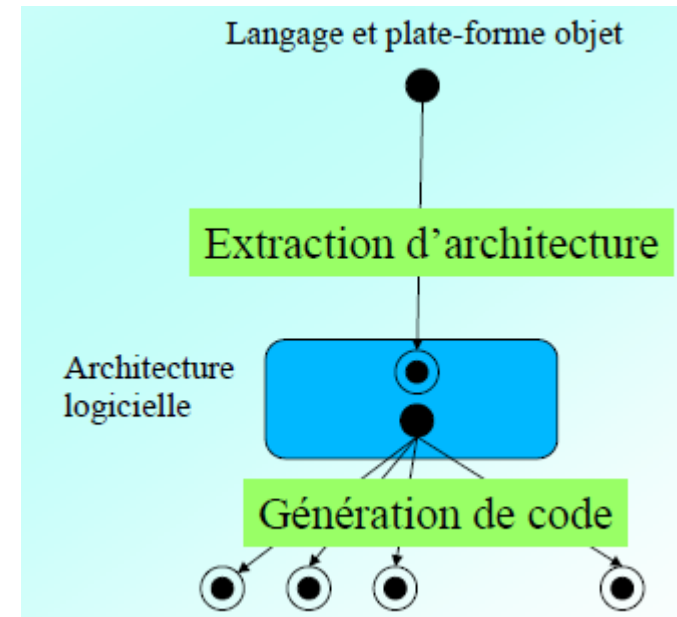 Langage et plate-forme objet
Extraction d’architecture
Architecture
logicielle
Génération de code